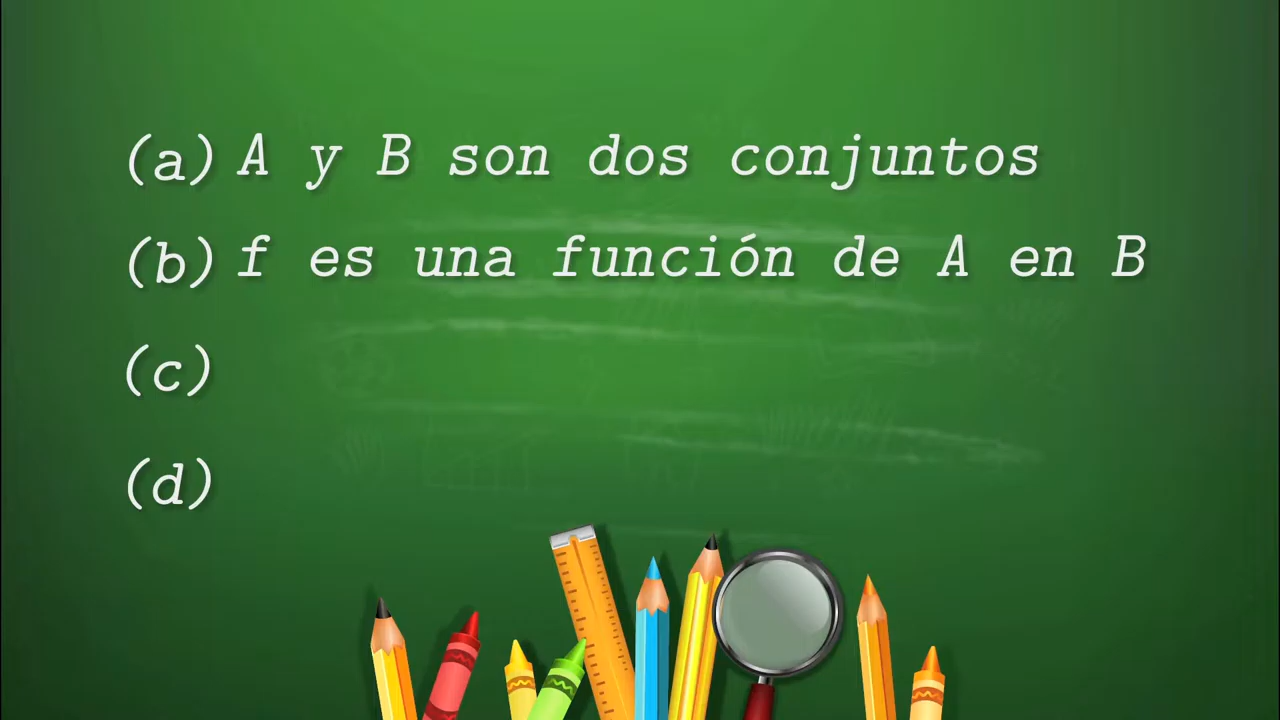 (a) A y B son dos conjuntos
(b) f es una función de A en B
(c)
(d)